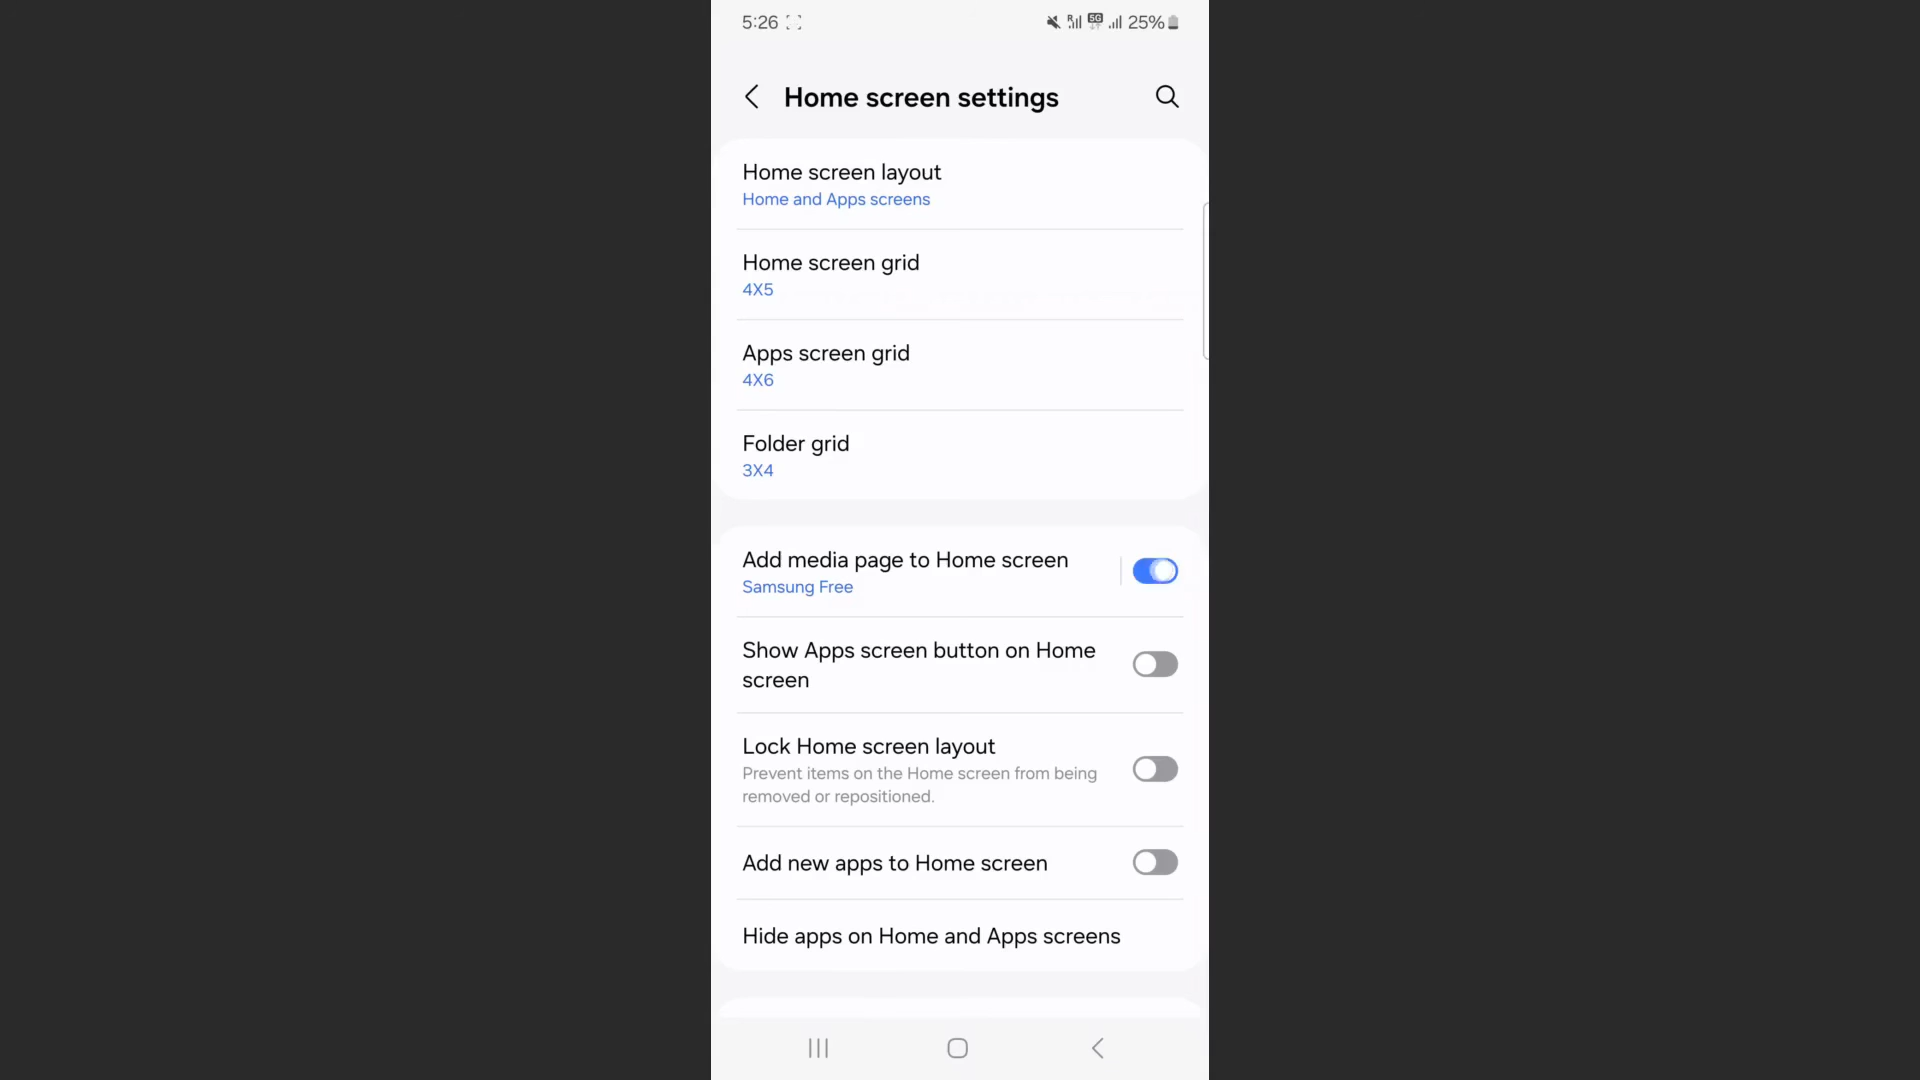 5:26
5G
25%
Home screen settings
Home screen layout
Home and Apps screens
Home screen grid
4X5
Apps screen grid
4X6
Folder grid
3X4
Add media page to Home screen
Samsung Free
Show Apps screen button on Home
screen
Lock Home screen layout
Prevent items on the Home screen from being
removed or repositioned.
Add new apps to Home screen
Hide apps on Home and Apps screens